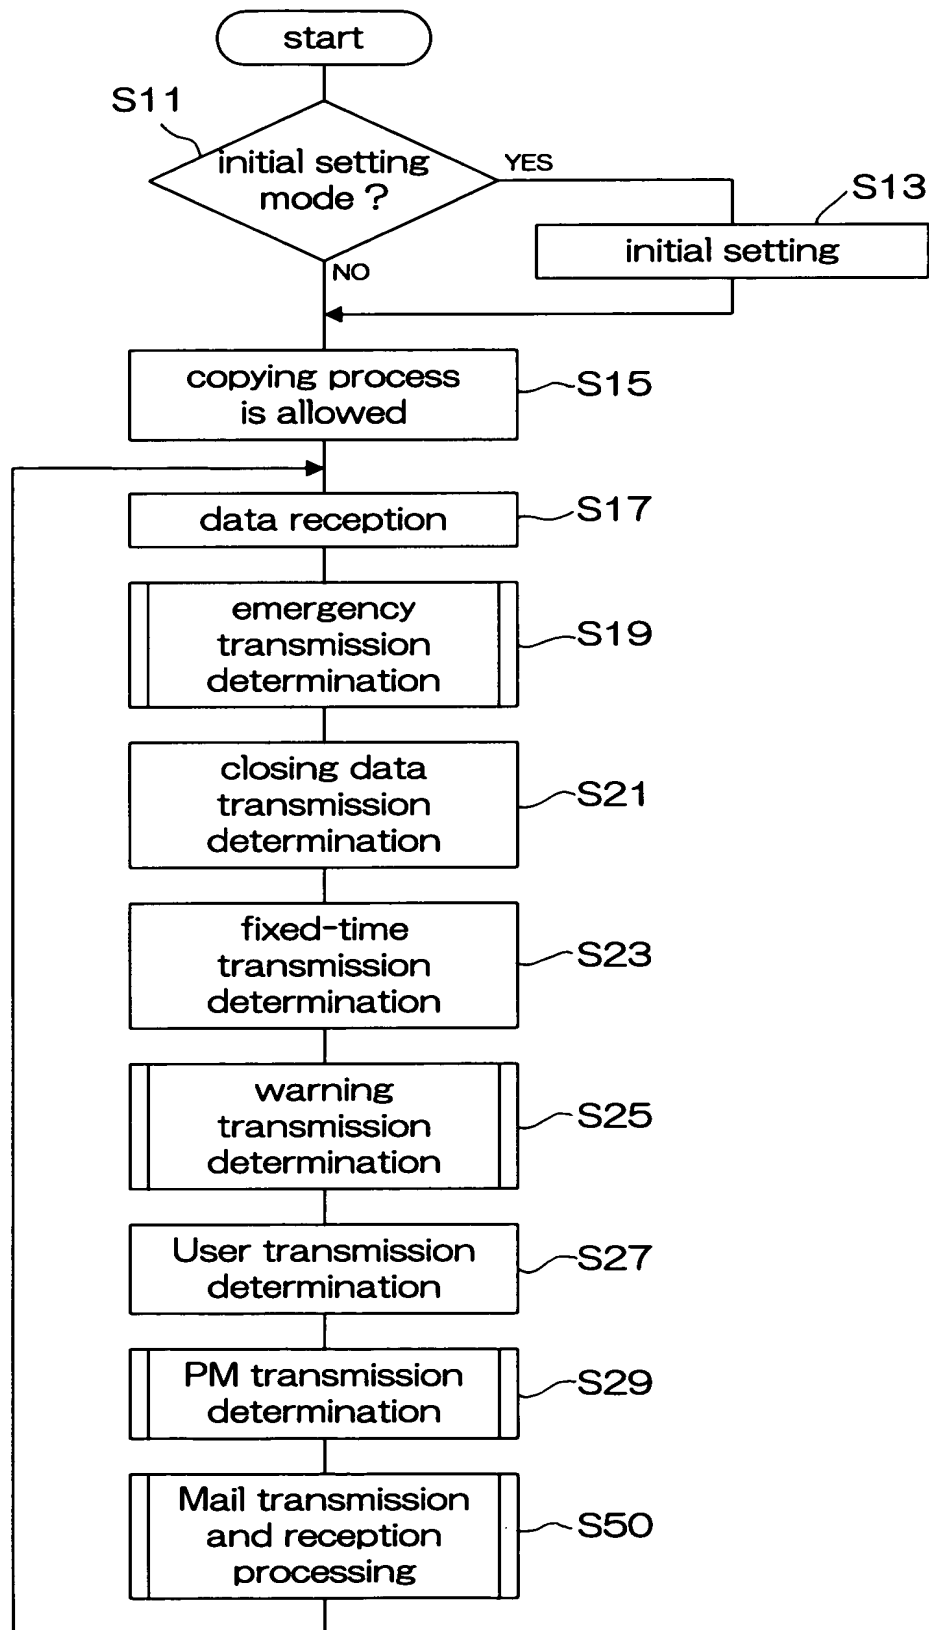 start
S11
initial setting
mode ?
YES
S13
initial setting
NO
copying process
is allowed
S15
data reception
S17
emergency
transmission
determination
S19
closing data
transmission
determination
S21
fixed-time
transmission
determination
S23
warning
transmission
determination
S25
User transmission
determination
S27
PM transmission
determination
S29
Mail transmission
and reception
processing
S50